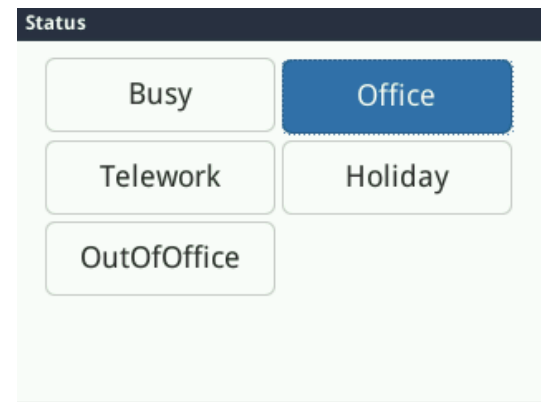 Status
Busy
Office
Telework
Holiday
OutOfOffice